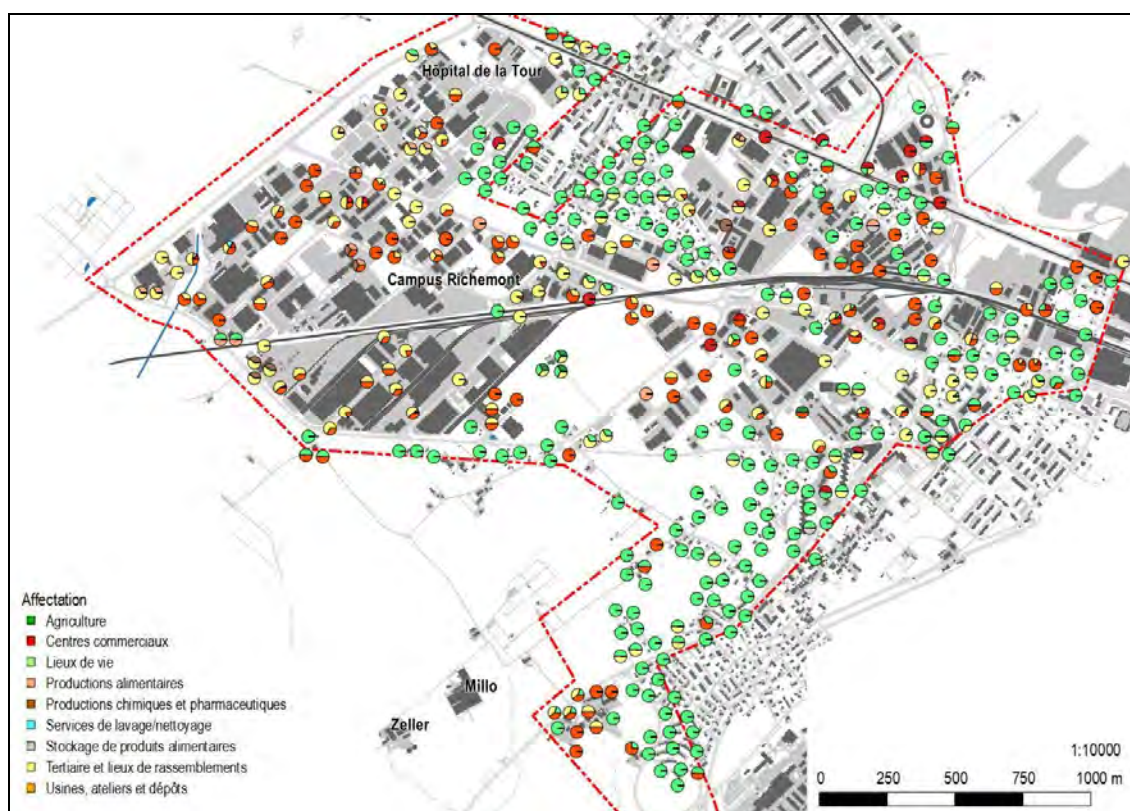 Hôpital de la Tour
Campus Richemont
Millo
Zeller
Affectation
Agriculture
Centres commerciaux
Lieux de vie
Productions alimentaires
Productions chimiques et pharmaceutiques
Services de lavage/nettoyage
Stockage de produits alimentaires
Tertiaire et lieux de rassemblements
Usines, ateliers et dépôts
1:10000
0 250 500 750 1000 m